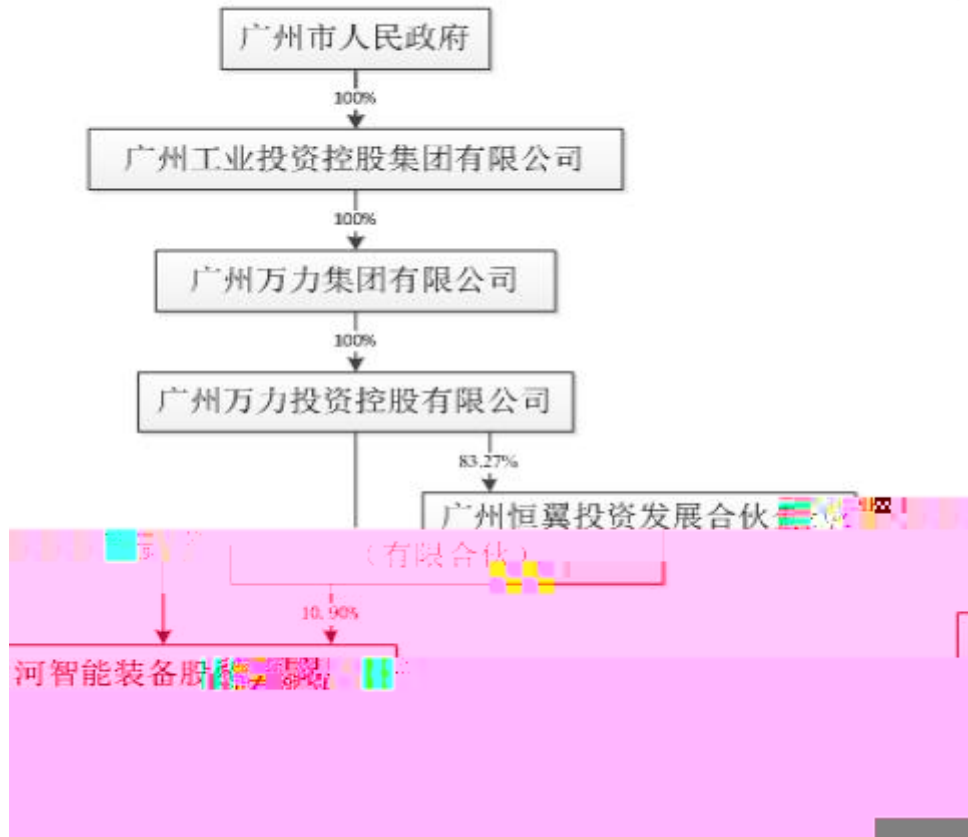 广州市人民政府
100%
广州工业投资控股集团有限公司
100%
广州万力集团有限公司
100%
广州万力投资控股有限公司
83.27%
广州恒翼投资发展合伙
（有限合伙）
10.90%
河智能装备股